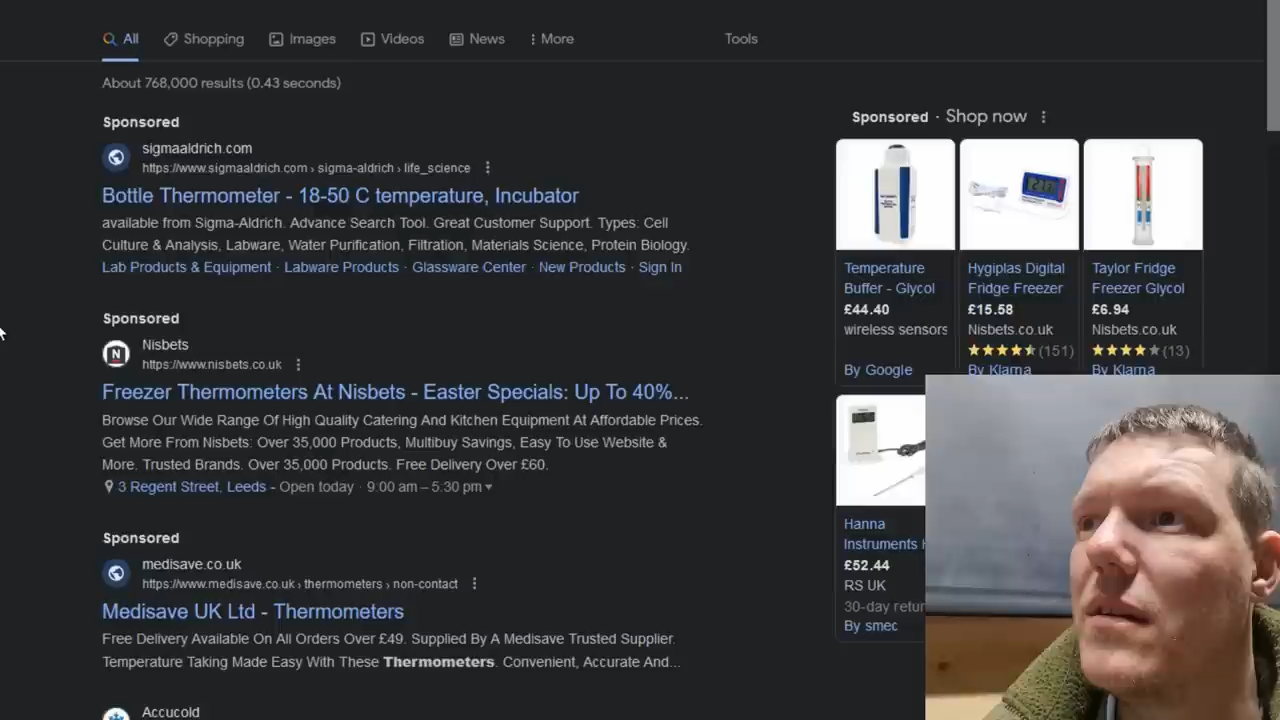 All Shopping Images Videos News More Tools
About 768,000 results (0.43 seconds)
Sponsored
sigmaaldrich.com
https://www.sigmaaldrich.com › sigma-aldrich › life_science
Bottle Thermometer - 18-50 C temperature, Incubator
available from Sigma-Aldrich. Advance Search Tool. Great Customer Support. Types: Cell
Culture & Analysis, Labware, Water Purification, Filtration, Materials Science, Protein Biology.
Lab Products & Equipment · Labware Products · Glassware Center · New Products · Sign In
Sponsored
Nisbets
https://www.nisbets.co.uk
Freezer Thermometers At Nisbets - Easter Specials: Up To 40%...
Browse Our Wide Range Of High Quality Catering And Kitchen Equipment At Affordable Prices.
Get More From Nisbets: Over 35,000 Products, Multibuy Savings, Easy To Use Website &
More. Trusted Brands. Over 35,000 Products. Free Delivery Over £60.
3 Regent Street, Leeds - Open today · 9:00 am – 5:30 pm
Sponsored
medisave.co.uk
https://www.medisave.co.uk › thermometers › non-contact
Medisave UK Ltd - Thermometers
Free Delivery Available On All Orders Over £49. Supplied By A Medisave Trusted Supplier.
Temperature Taking Made Easy With These Thermometers. Convenient, Accurate And...
Accucold
Sponsored · Shop now
Temperature
Buffer - Glycol
£44.40
wireless sensors
By Google
Hygiplas Digital
Fridge Freezer
£15.58
Nisbets.co.uk
(151)
By Klarna
Taylor Fridge
Freezer Glycol
£6.94
Nisbets.co.uk
(13)
By Klarna
Hanna
Instruments
£52.44
RS UK
30-day
By smec